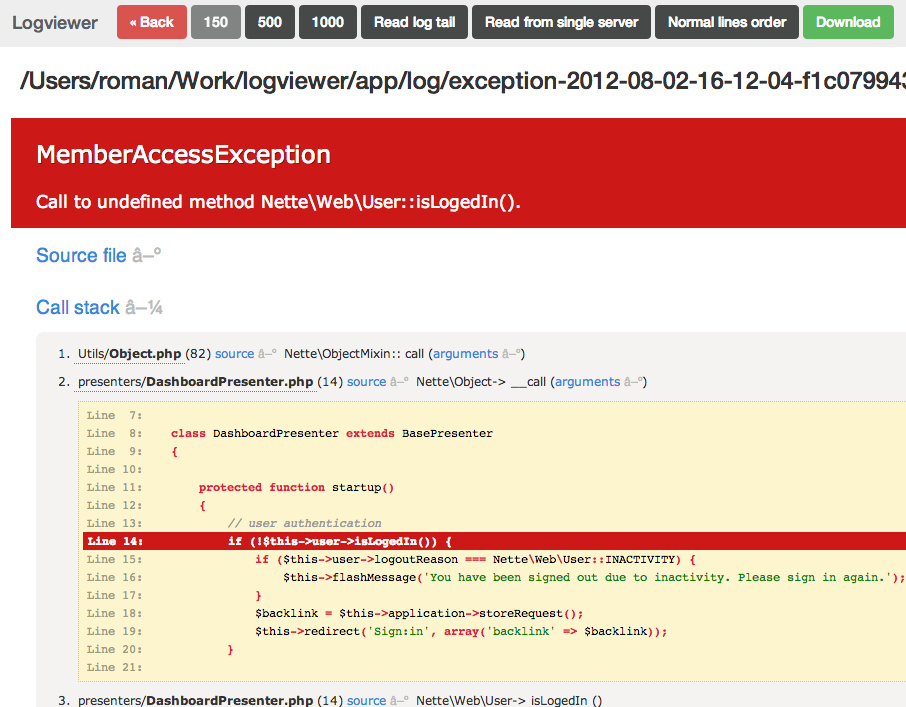 Logviewer « Back 150 500 1000 Read log tail Read from single server Normal lines order Download
/Users/roman/Work/logviewer/app/log/exception-2012-08-02-16-12-04-f1c079943
MemberAccessException
Call to undefined method Nette\Web\User::isLogedIn().
Source file â–º
Call stack â–¼
1. Utils/Object.php (82) source â–º Nette\ObjectMixin:: call (arguments â–º)
2. presenters/DashboardPresenter.php (14) source â–º Nette\Object-> __call (arguments â–º)
Line 7:
Line 8: class DashboardPresenter extends BasePresenter
Line 9: {
Line 10:
Line 11: protected function startup()
Line 12: {
Line 13: // user authentication
Line 14: if (!$this->user->isLogedIn()) {
Line 15: if ($this->user->logoutReason === Nette\Web\User::INACTIVITY) {
Line 16: $this->flashMessage('You have been signed out due to inactivity. Please sign in again.');
Line 17: }
Line 18: $backlink = $this->application->storeRequest();
Line 19: $this->redirect('Sign:in', array('backlink' => $backlink));
Line 20: }
Line 21:
3. presenters/DashboardPresenter.php (14) source â–º Nette\Web\User-> isLogedIn ()